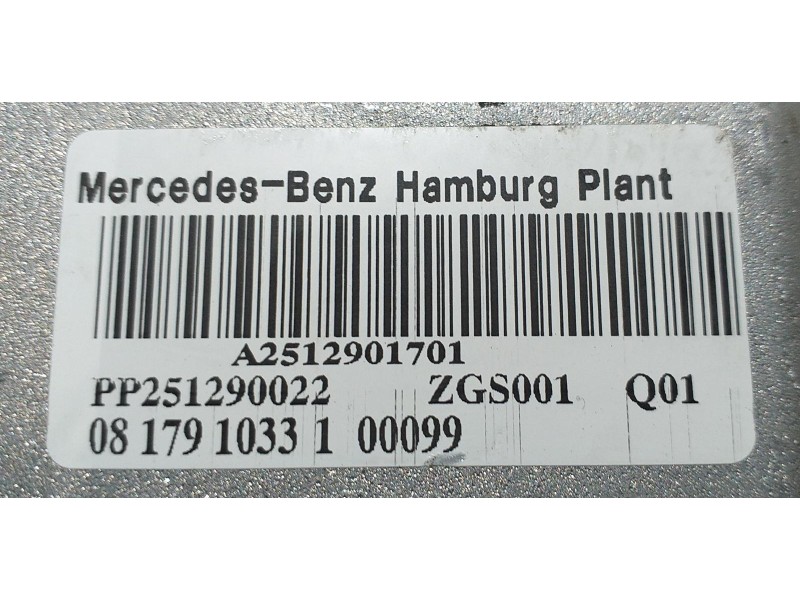 Mercedes-Benz Hamburg Plant
A2512901701
PP251290022 ZGS001 Q01
08 179 1033 1 00099